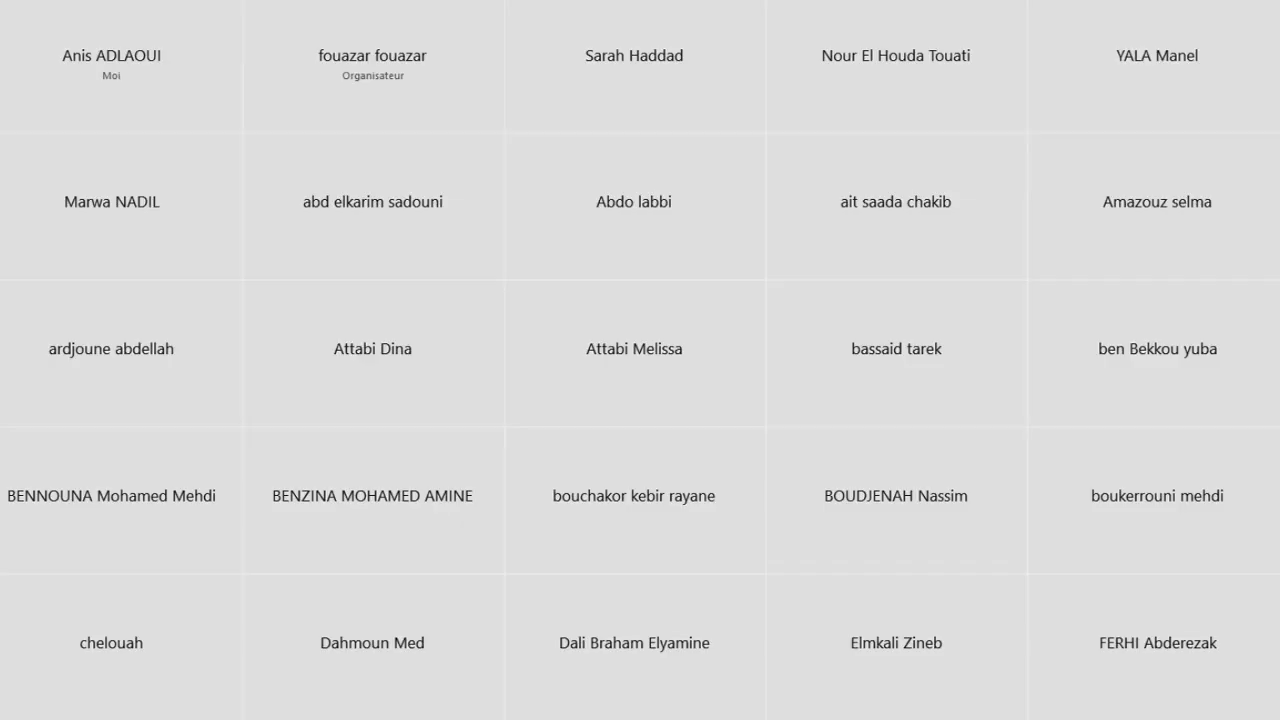 Anis ADLAOUI
Moi
fouazar fouazar
Organisateur
Sarah Haddad
Nour El Houda Touati
YALA Manel
Marwa NADIL
abd elkarim sadouni
Abdo labbi
ait saada chakib
Amazouz selma
ardjoune abdellah
Attabi Dina
Attabi Melissa
bassaid tarek
ben Bekkou yuba
BENNOUNA Mohamed Mehdi
BENZINA MOHAMED AMINE
bouchakor kebir rayane
BOUDJENAH Nassim
boukerrouni mehdi
chelouah
Dahmoun Med
Dali Braham Elyamine
Elmkali Zineb
FERHI Abderezak